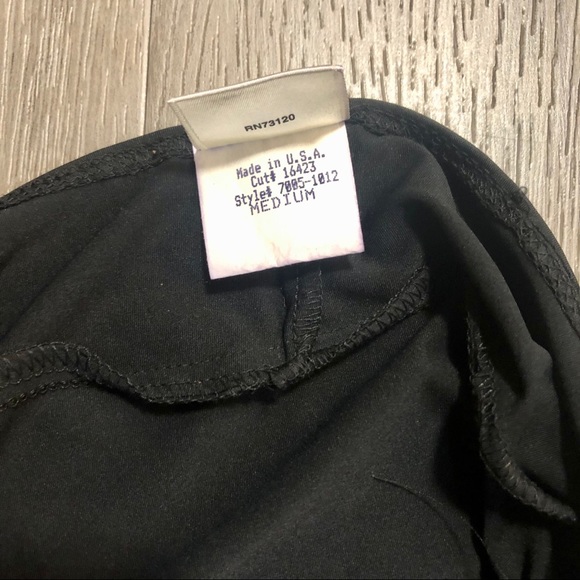 RN73120
Made in U.S.A.
Cut# 16423
Style# 7005-1012
MEDIUM